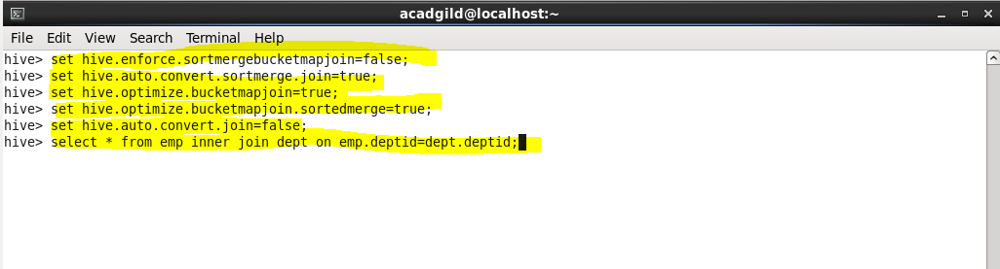 acadgild@localhost:~
File Edit View Search Terminal Help
hive> set hive.enforce.sortmergebucketmapjoin=false;
hive> set hive.auto.convert.sortmerge.join=true;
hive> set hive.optimize.bucketmapjoin=true;
hive> set hive.optimize.bucketmapjoin.sortedmerge=true;
hive> set hive.auto.convert.join=false;
hive> select * from emp inner join dept on emp.deptid=dept.deptid;